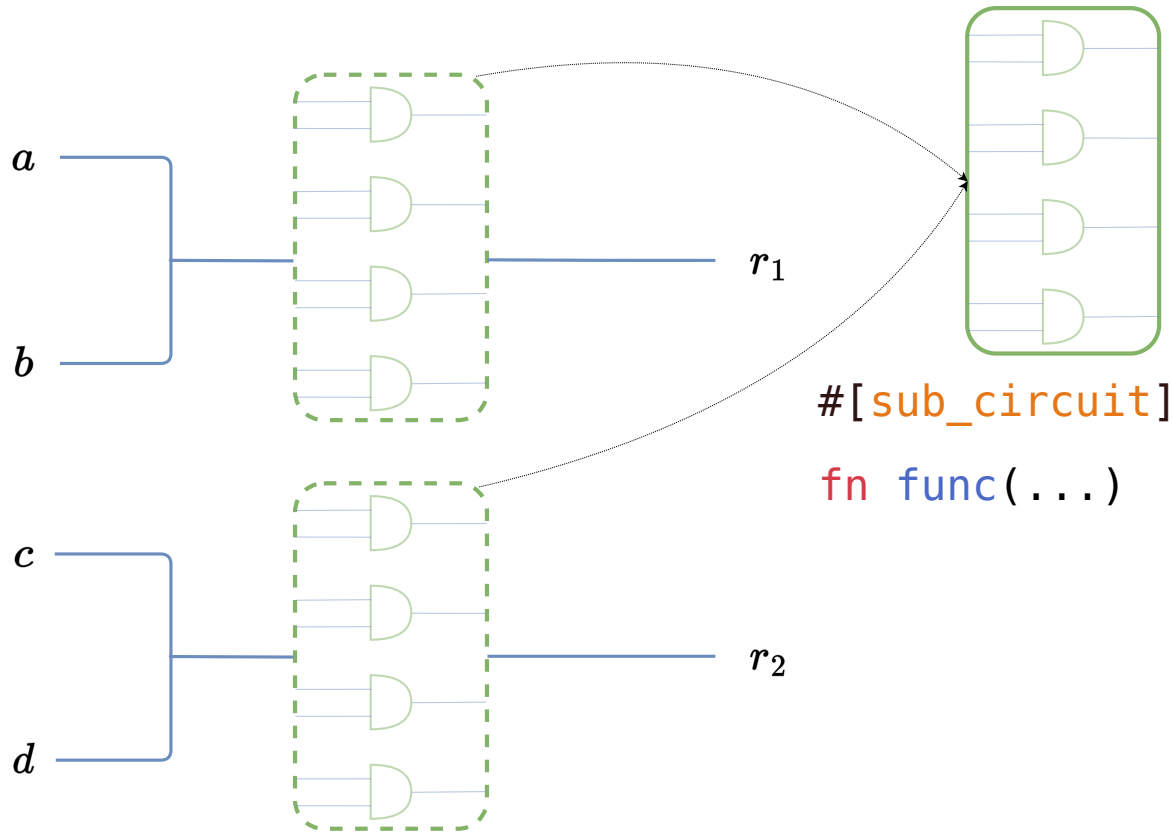 a
b
r₁
#[sub_circuit]
fn func(...)
c
d
r₂